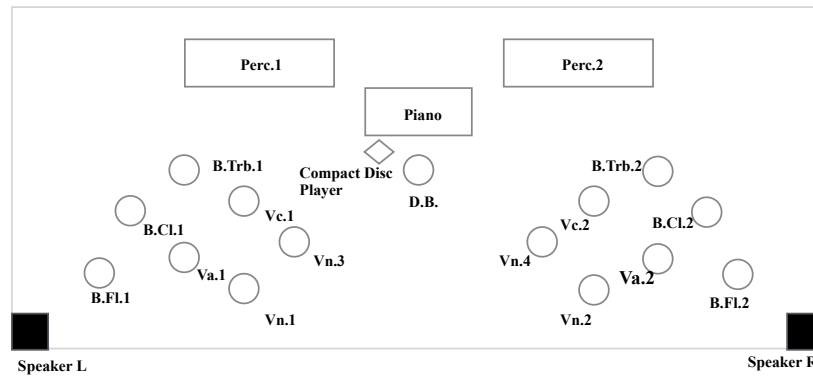 Perc.1
Perc.2
Piano
B.Trb.1
Compact Disc
Player
B.Trb.2
D.B.
Vc.1
Vc.2
B.Cl.1
B.Cl.2
Vn.3
Vn.4
Va.1
Va.2
B.Fl.1
B.Fl.2
Vn.1
Vn.2
Speaker L
Speaker R